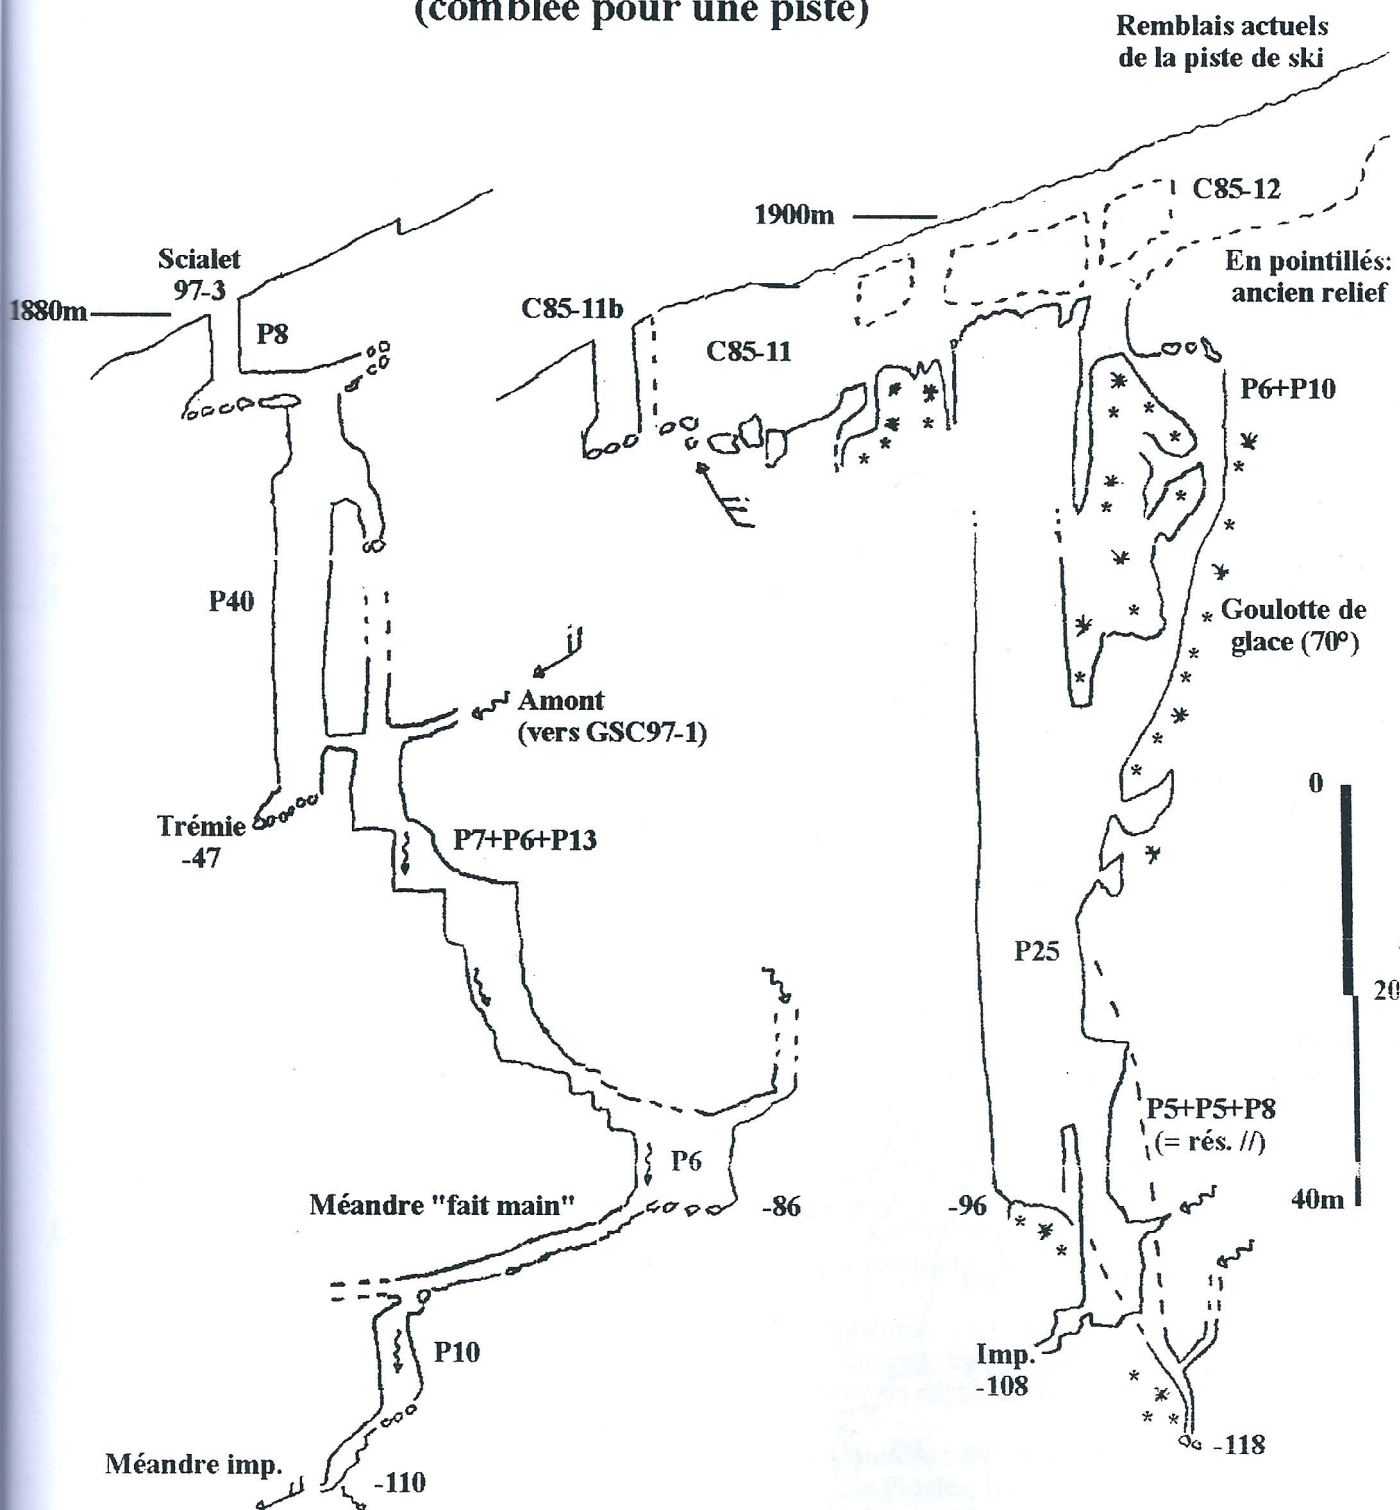 (comblée pour une piste)
Remblais actuels
de la piste de ski
C85-12
1900m
Scialet
97-3
En pointillés:
ancien relief
1880m
C85-11b
P8
C85-11
P6+P10
P40
Goulotte de
glace (70°)
Amont
(vers GSC97-1)
0
Trémie
-47
P7+P6+P13
P25
20
P5+P5+P8
(= rés. //)
P6
Méandre "fait main"
-86
-96
40m
P10
Imp.
-108
-118
Méandre imp.
-110